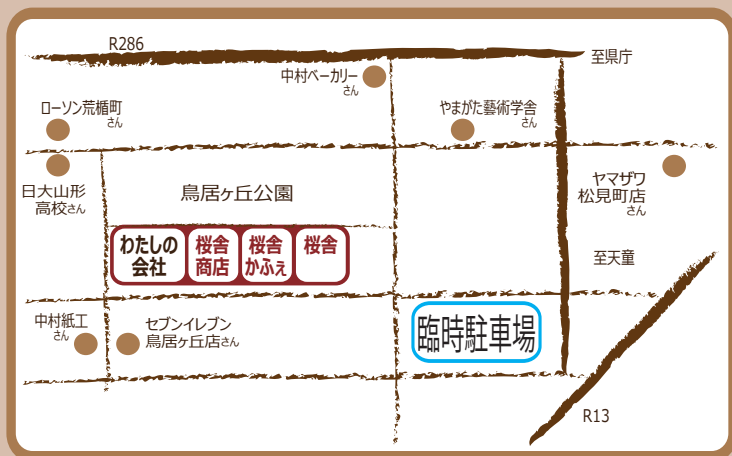 R286
至県庁
中村ベーカリー
さん
ローソン荒楯町
さん
やまがた藝術学舎
さん
日大山形
高校さん
鳥居ヶ丘公園
ヤマザワ
松見町店
さん
わたしの
会社
桜舎
商店
桜舎
かふぇ
桜舎
至天童
中村紙工
さん
セブンイレブン
鳥居ヶ丘店さん
臨時駐車場
R13